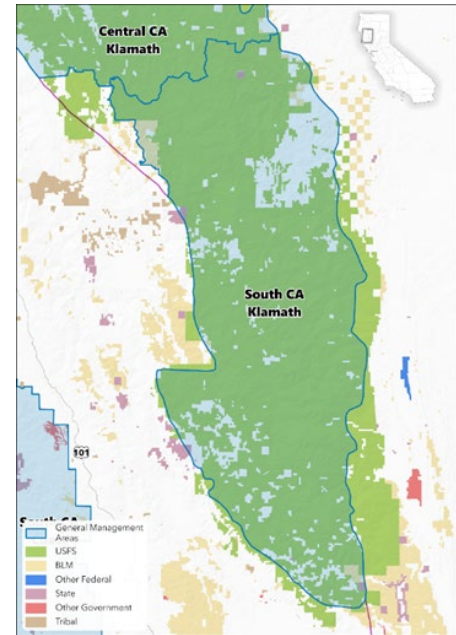 Central CA
Klamath
South CA
Klamath
101
South CA
General Management
Areas
USFS
BLM
Other Federal
State
Other Government
Tribal